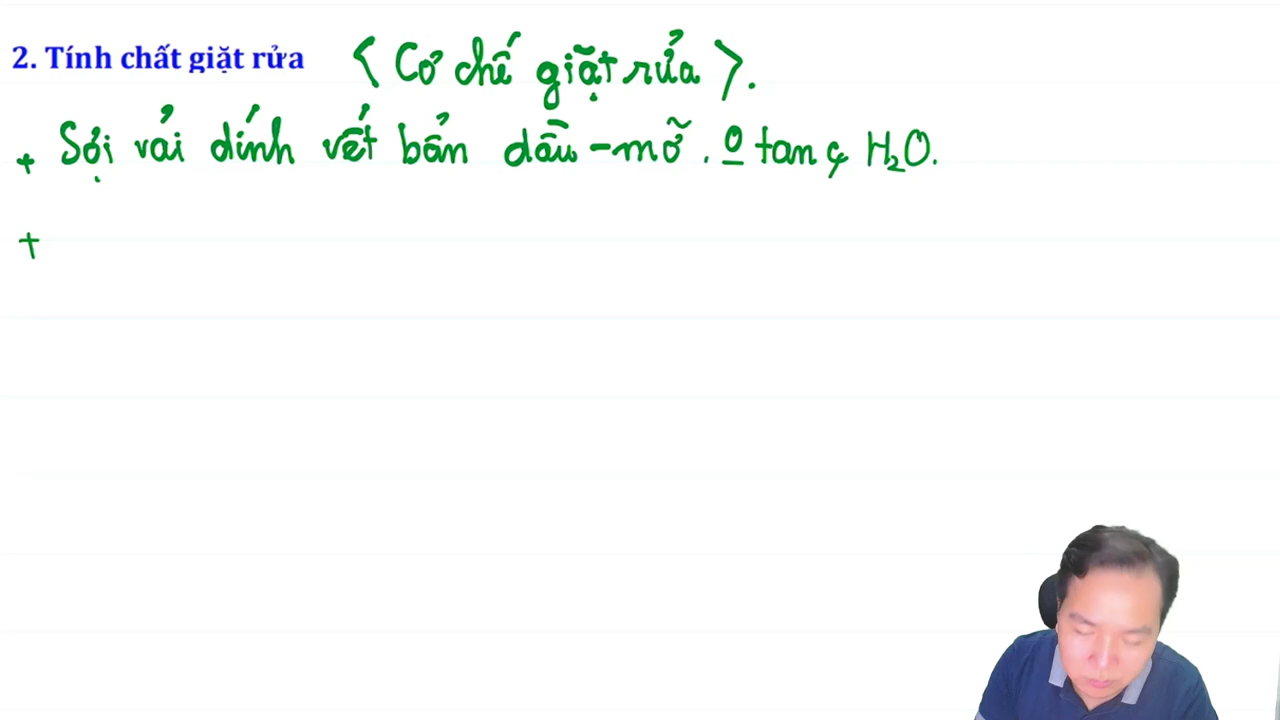 2. Tính chất giặt rửa < Cơ chế giặt rửa >.
+ Sợi vải dính vết bẩn dầu - mỡ. o tan ç H₂O.
+